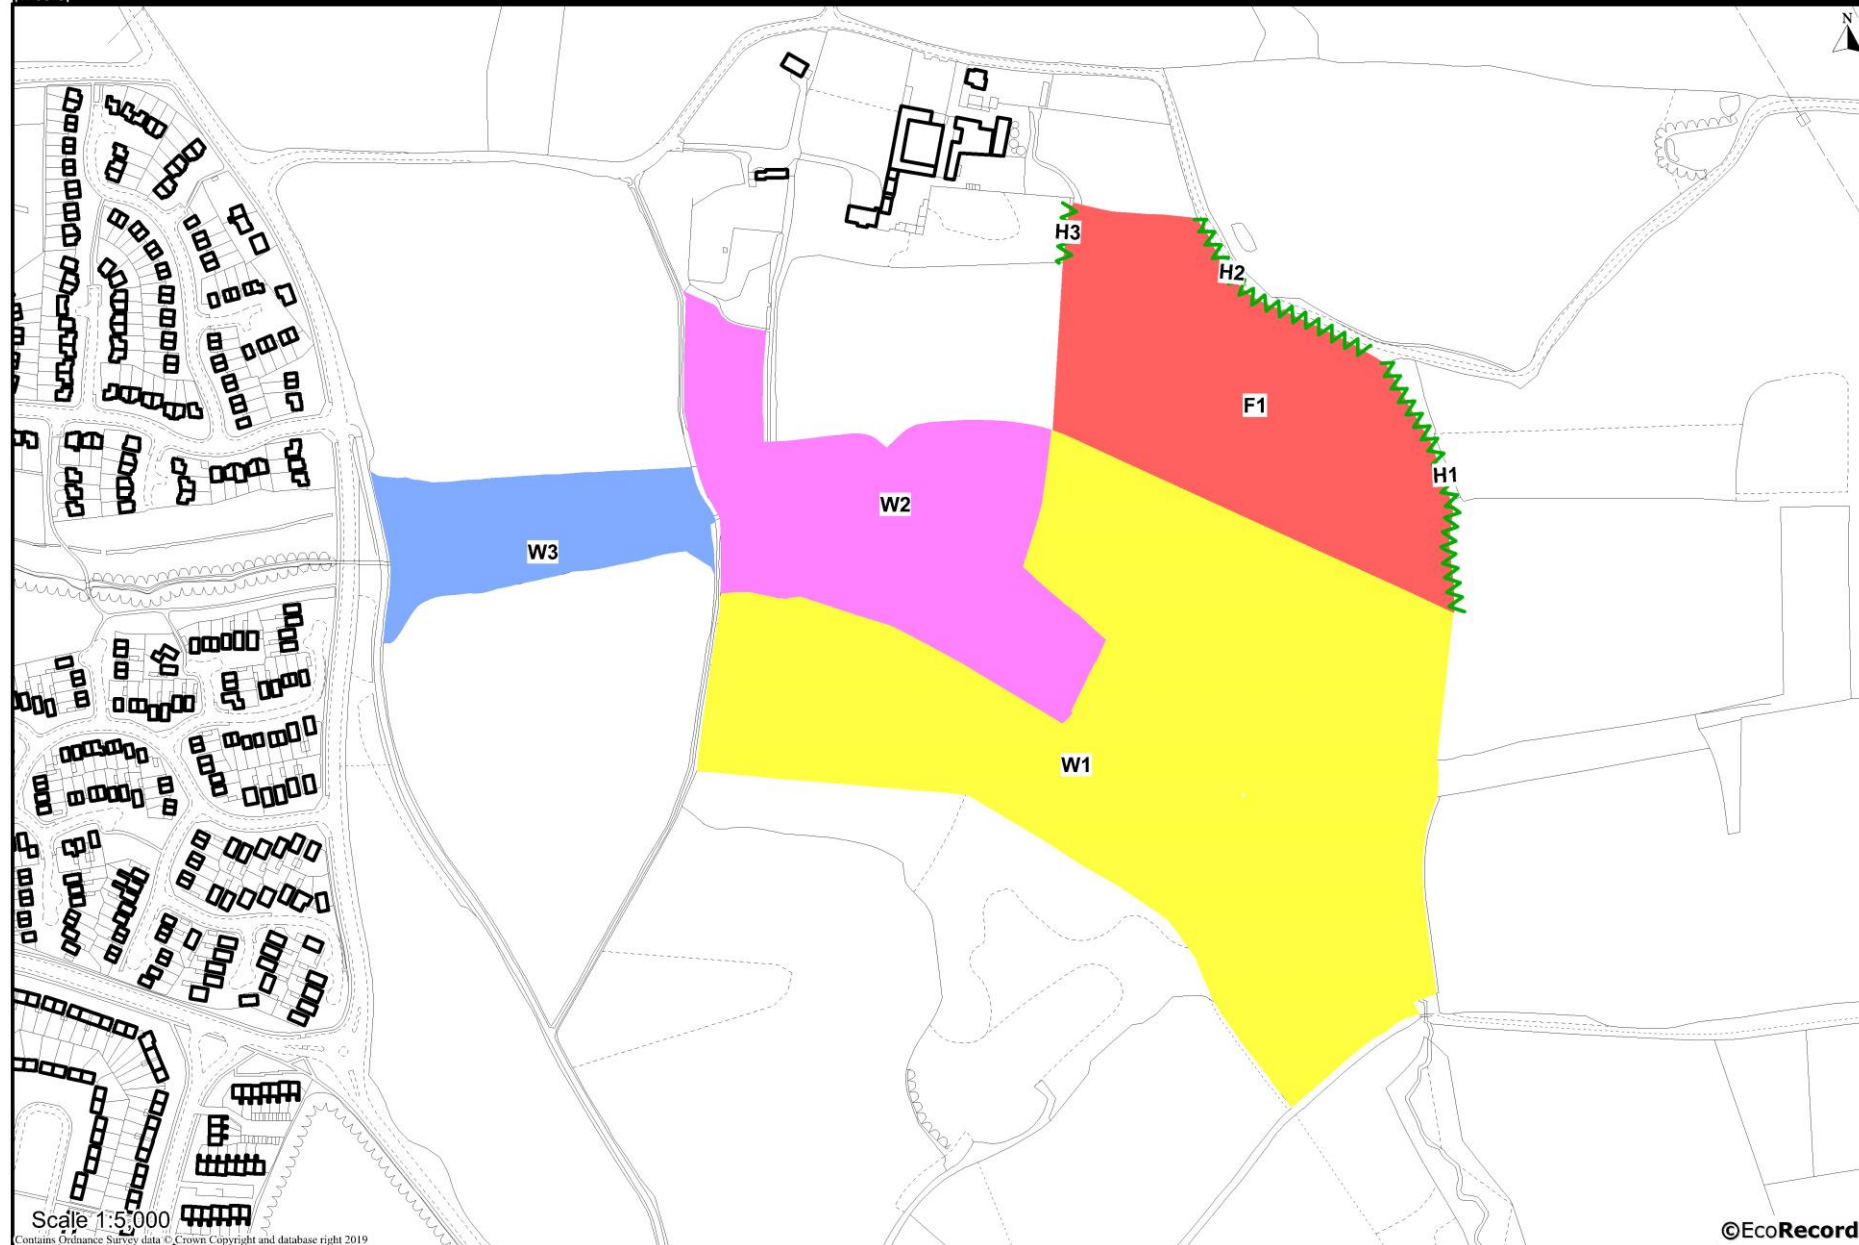 N
H3
H2
F1
H1
W2
W3
W1
Scale 1:5,000
©EcoRecord
Contains Ordnance Survey data © Crown Copyright and database right 2019